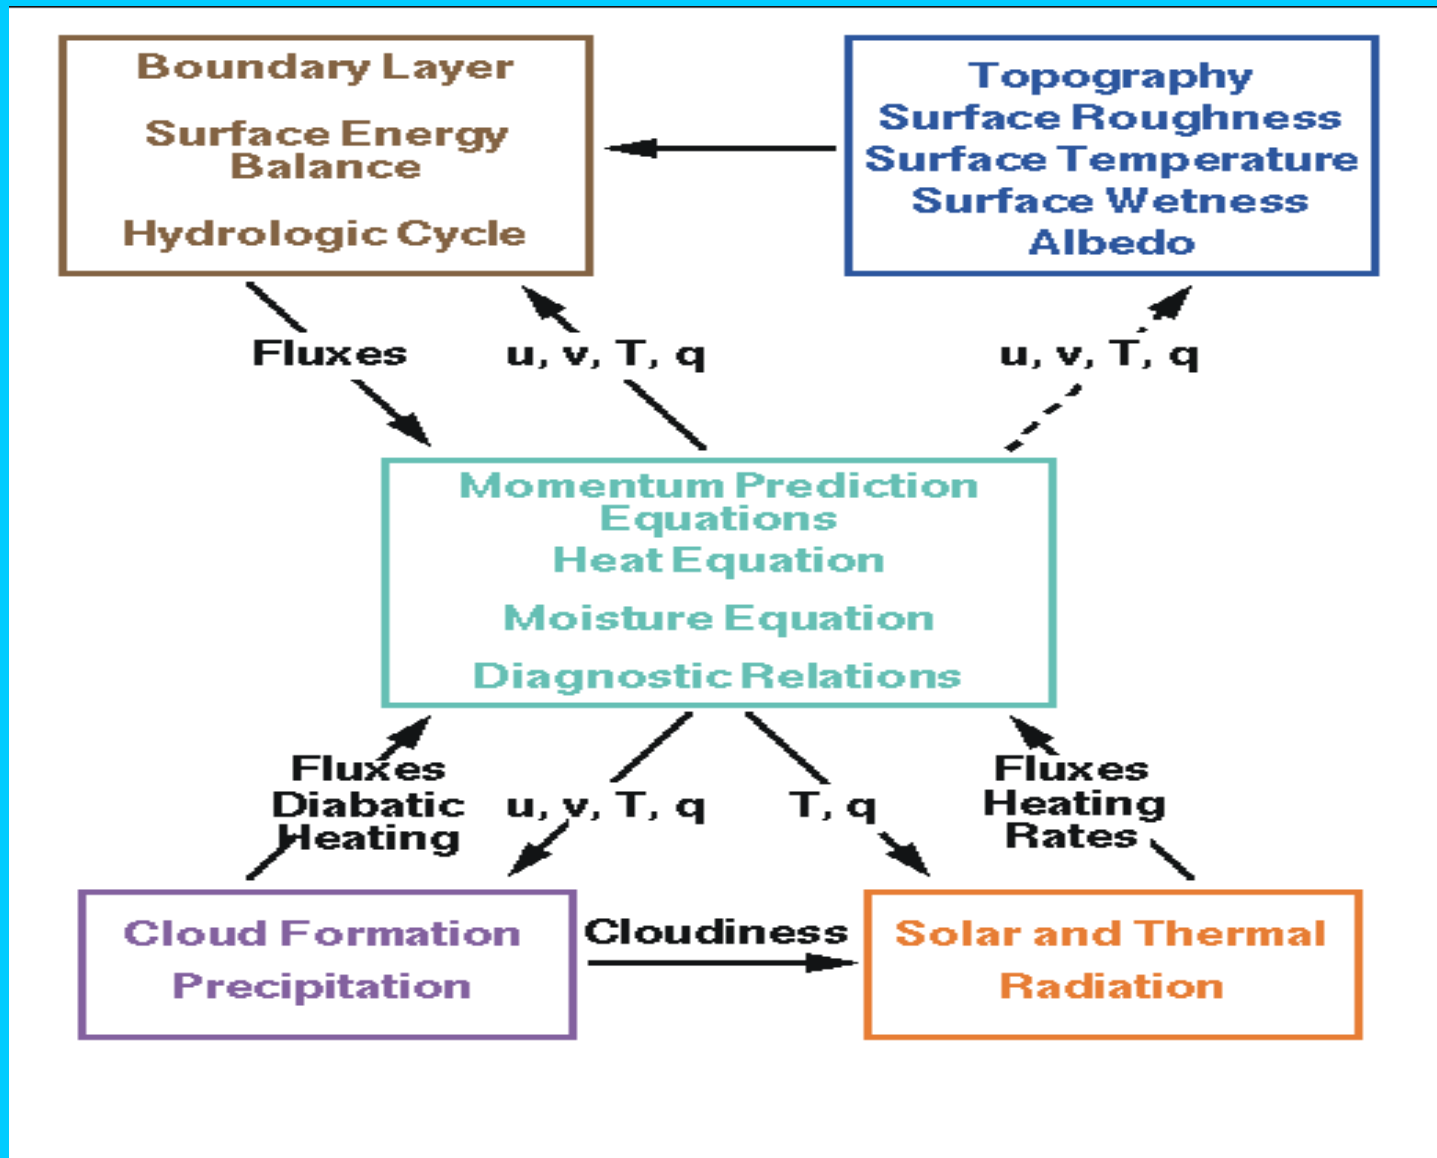 Boundary Layer
Surface Energy
Balance
Hydrologic Cycle
Topography
Surface Roughness
Surface Temperature
Surface Wetness
Albedo
Fluxes
u, v, T, q
u, v, T, q
Momentum Prediction
Equations
Heat Equation
Moisture Equation
Diagnostic Relations
Fluxes
Diabatic
Heating
u, v, T, q
T, q
Fluxes
Heating
Rates
Cloud Formation
Precipitation
Cloudiness
Solar and Thermal
Radiation